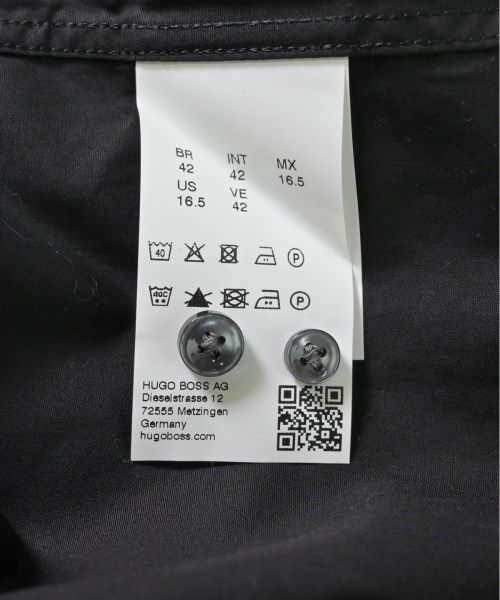 BR INT MX
42 42 16.5
US VE
16.5 42
40 P
40C P
HUGO BOSS AG
Dieselstrasse 12
72555 Metzingen
Germany
hugoboss.com